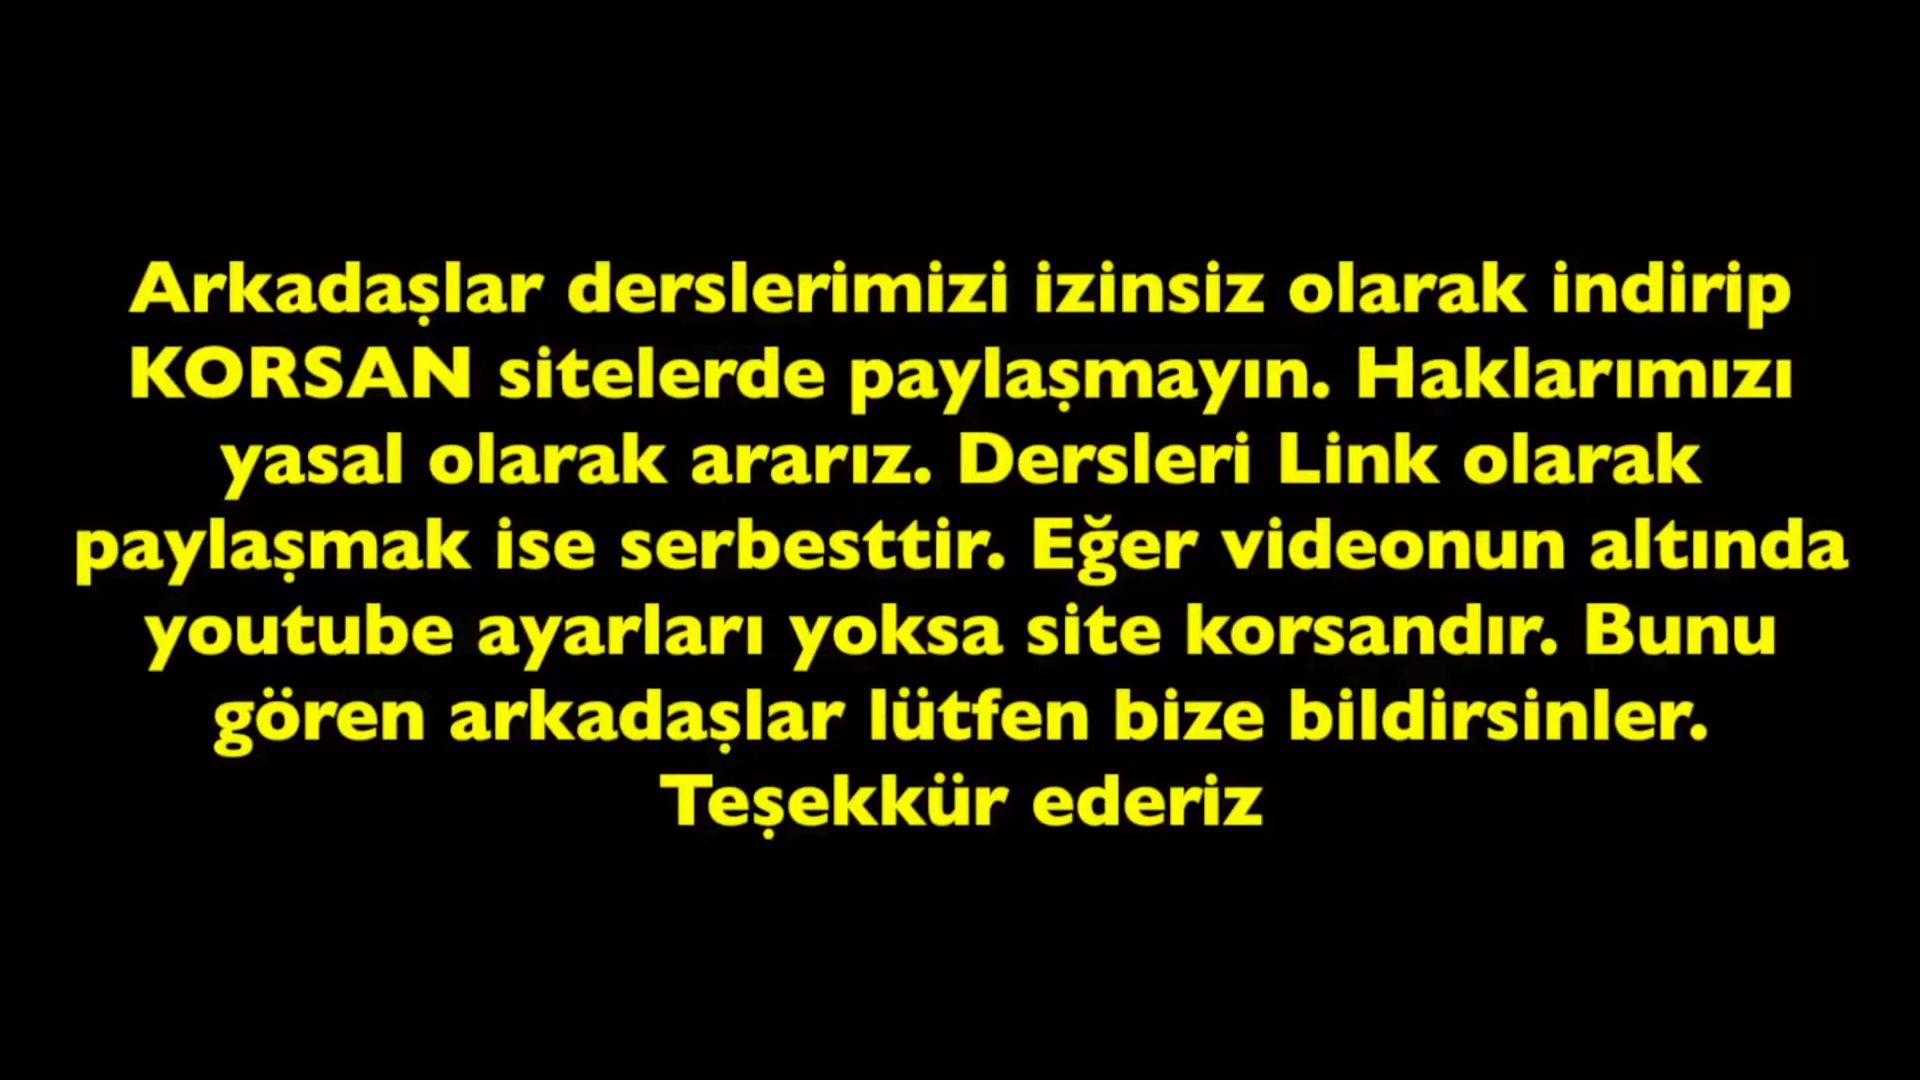 Arkadaşlar derslerimizi izinsiz olarak indirip
KORSAN sitelerde paylaşmayın. Haklarımızı
yasal olarak ararız. Dersleri Link olarak
paylaşmak ise serbesttir. Eğer videonun altında
youtube ayarları yoksa site korsandır. Bunu
gören arkadaşlar lütfen bize bildirsinler.
Teşekkür ederiz